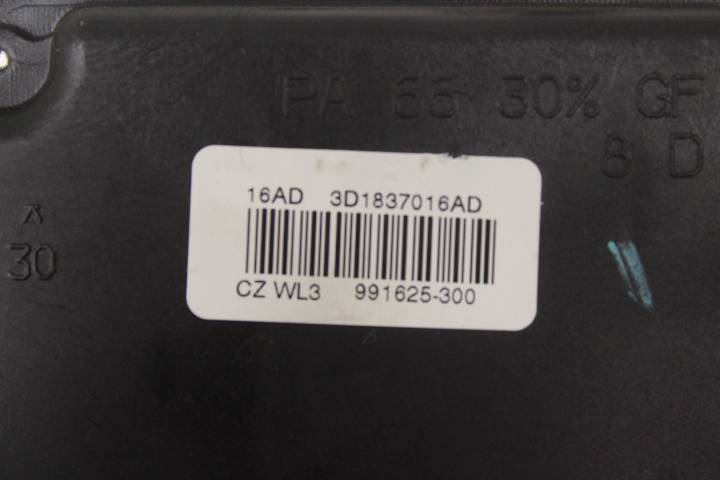 PA 66 30% GF
8 D
30
16AD 3D1837016AD
CZ WL3 991625-300